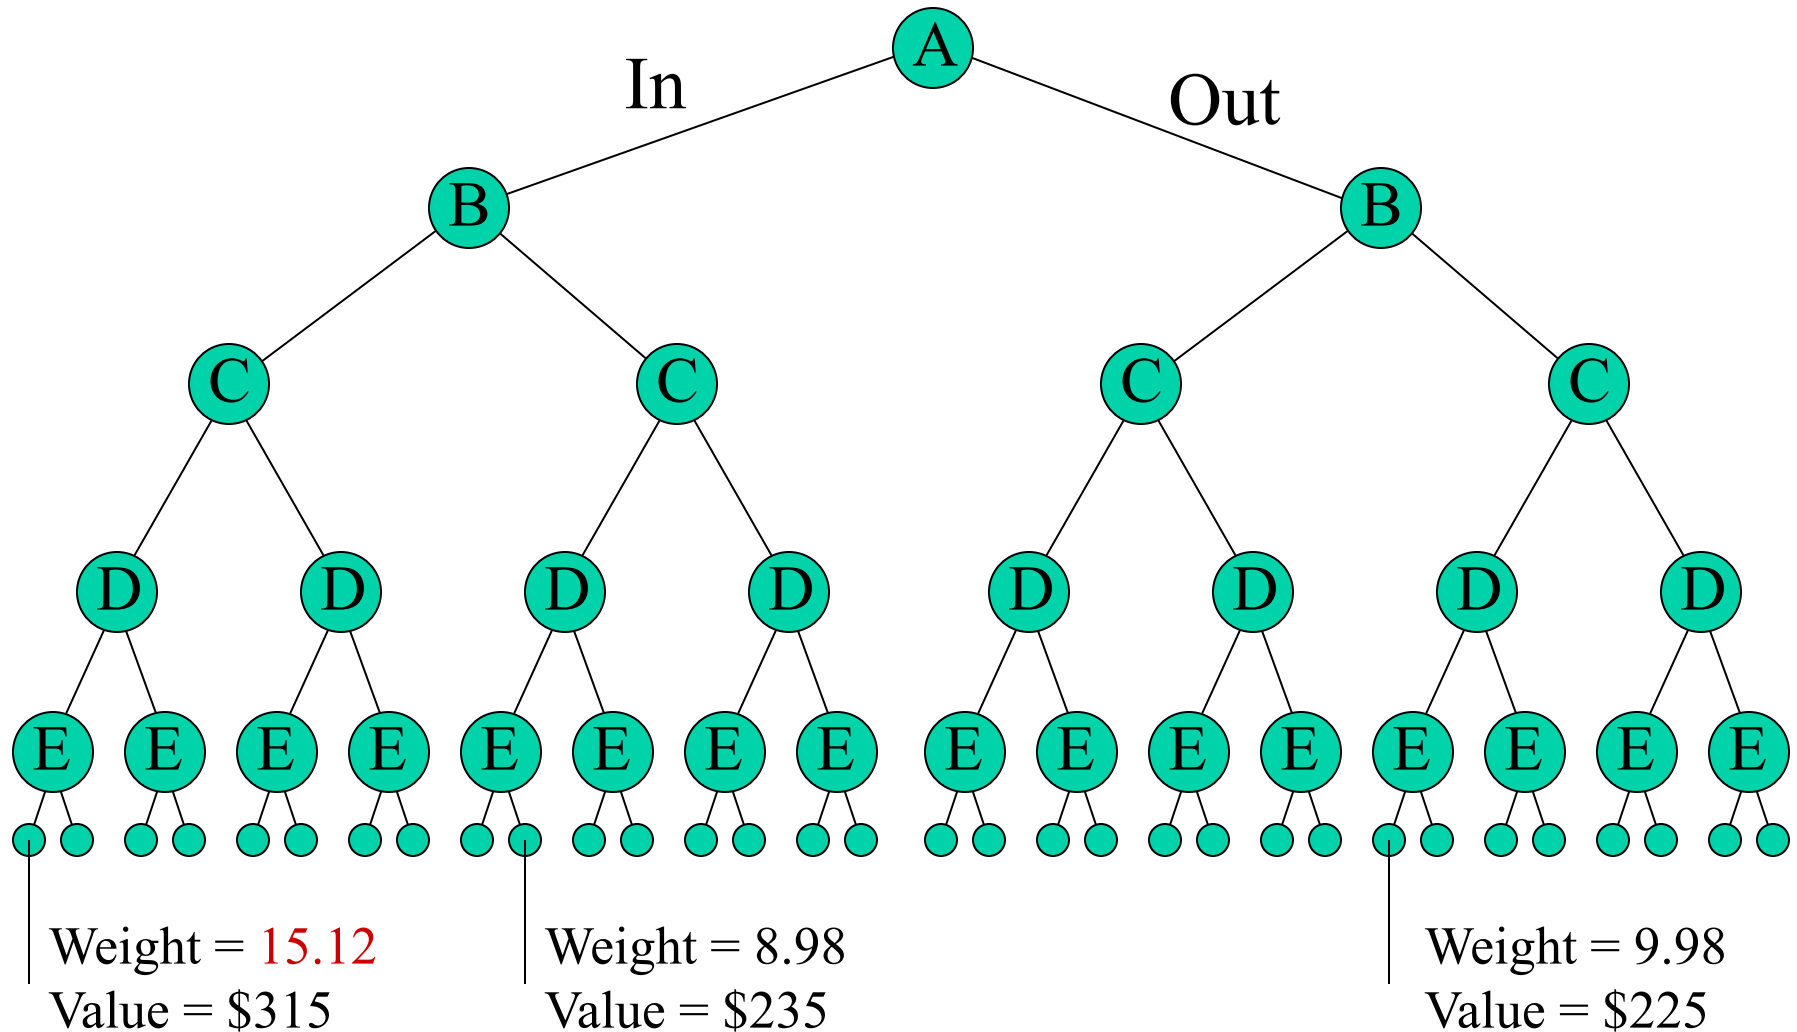 A
In
Out
B B
C C C C
D D D D D D D D
E E E E E E E E E E E E E E E E
Weight = 15.12 Weight = 8.98 Weight = 9.98
Value = $315 Value = $235 Value = $225